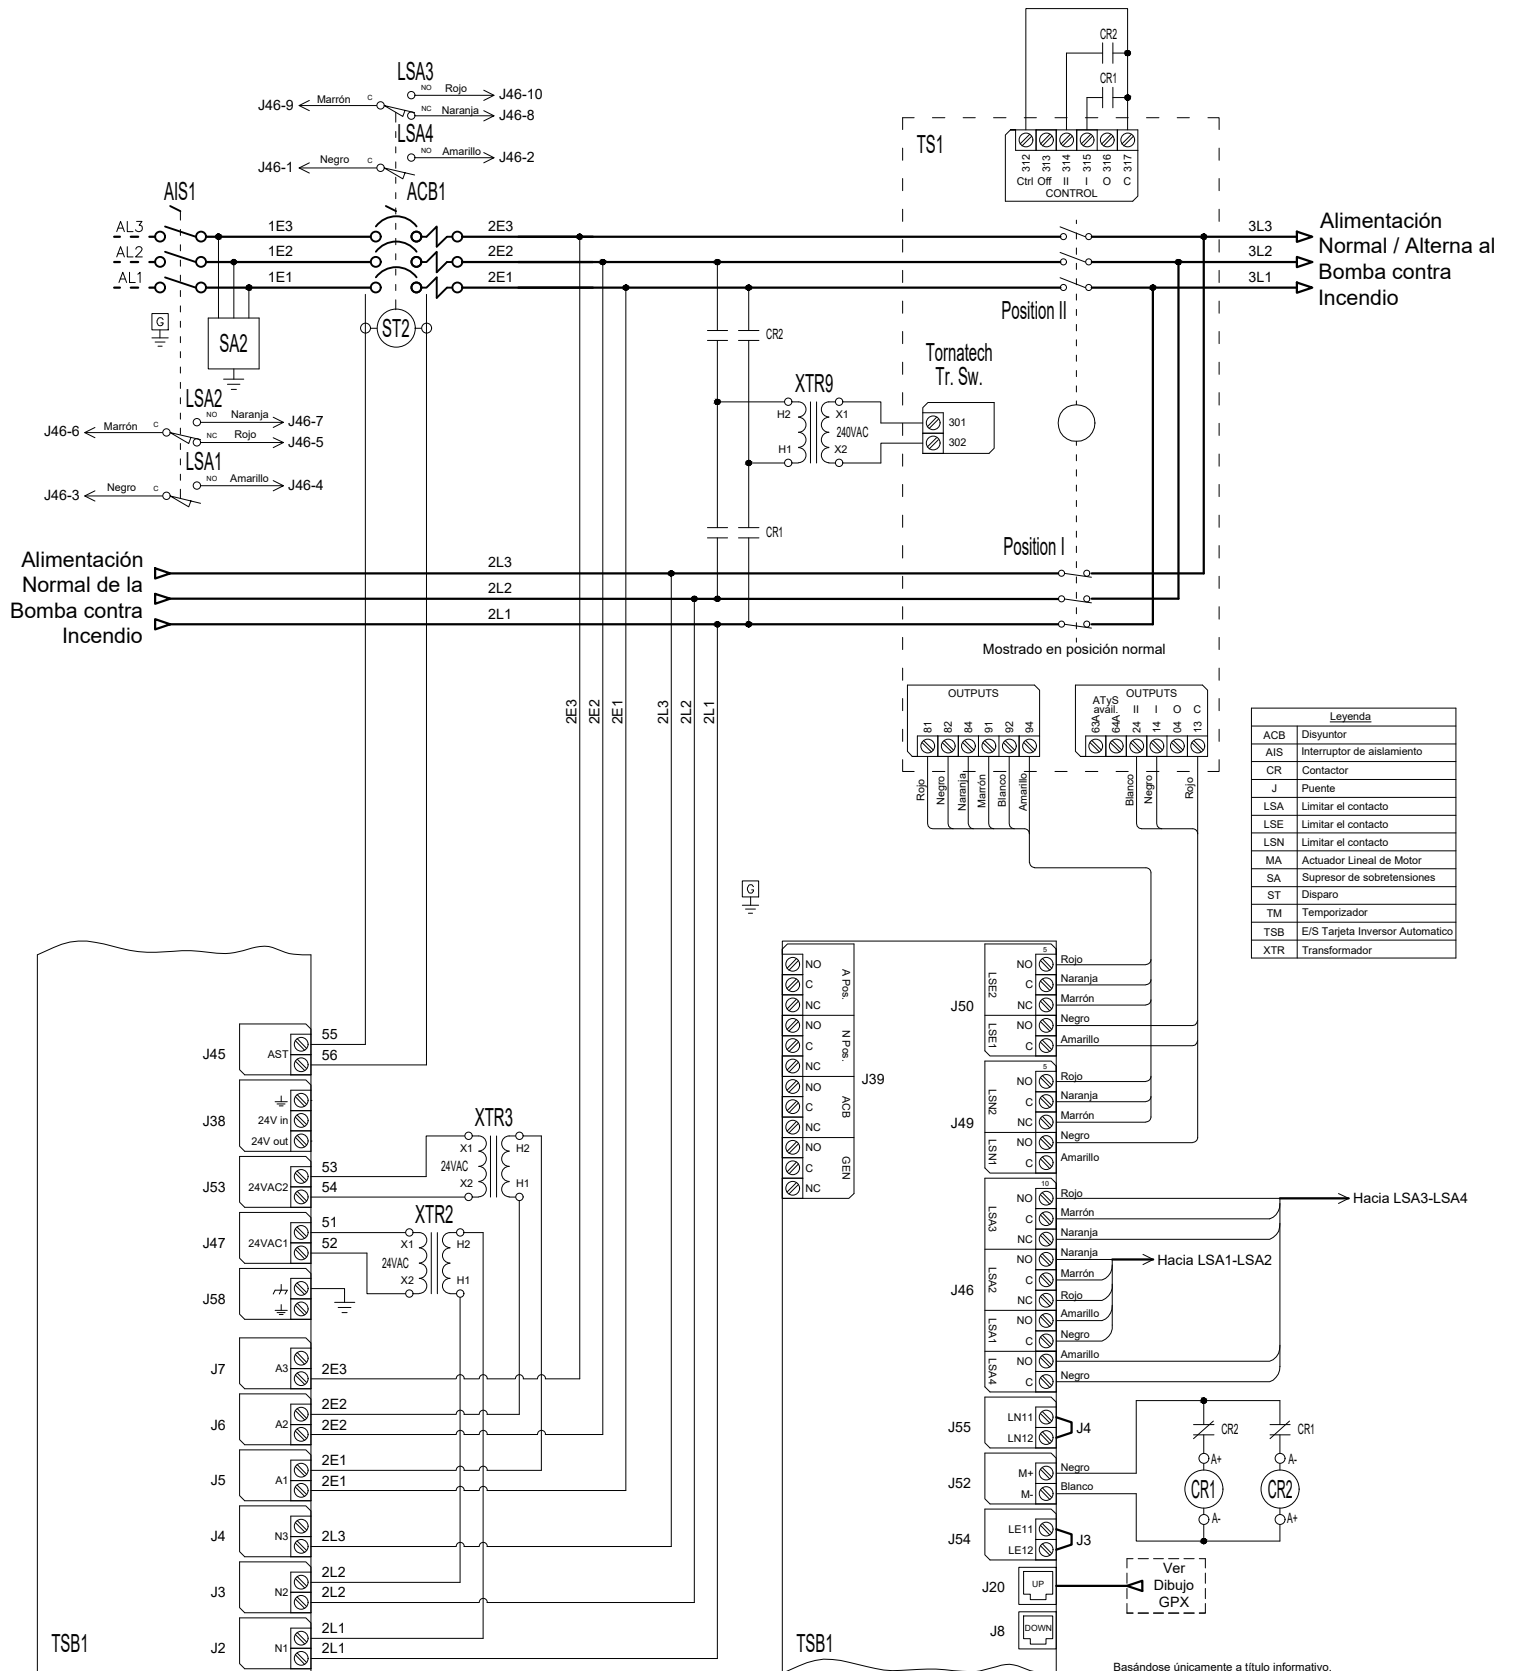 CR2
CR1
312
313
314
315
316
317
Ctrl
Off
II
I
O
C
CONTROL
TS1
LSA3
NO
Rojo
J46-10
J46-9
Marrón
C
NC
Naranja
J46-8
LSA4
NO
Amarillo
J46-2
J46-1
Negro
C
AIS1
ACB1
AL3
1E3
2E3
3L3
AL2
1E2
2E2
3L2
AL1
1E1
2E1
3L1
Alimentación
Normal / Alterna al
Bomba contra
Incendio
Position II
G
SA2
ST2
CR2
Tornatech
Tr. Sw.
XTR9
H2
X1
240VAC
H1
X2
301
302
LSA2
NO
Naranja
J46-7
J46-6
Marrón
C
NC
Rojo
J46-5
LSA1
NO
Amarillo
J46-4
J46-3
Negro
C
CR1
Alimentación
Normal de la
Bomba contra
Incendio
2L3
2L2
2L1
Position I
Mostrado en posición normal
2E3
2E2
2E1
2L3
2L2
2L1
OUTPUTS
81
82
84
91
92
94
Rojo
Negro
Naranja
Marrón
Blanco
Amarillo
OUTPUTS
ATyS
avail.
II
I
O
C
63A
64A
24
14
04
13
Blanco
Negro
Rojo
Leyenda
ACB Disyuntor
AIS Interruptor de aislamiento
CR Contactor
J Puente
LSA Limitar el contacto
LSE Limitar el contacto
LSN Limitar el contacto
MA Actuador Lineal de Motor
SA Supresor de sobretensiones
ST Disparo
TM Temporizador
TSB E/S Tarjeta Inversor Automatico
XTR Transformador
G
J45
AST
55
56
J38
24V in
24V out
J53
24VAC2
53
54
XTR3
X1
24VAC
X2
H2
H1
J47
24VAC1
51
52
XTR2
X1
24VAC
X2
H2
H1
J58
J7
A3
2E3
J6
A2
2E2
2E2
J5
A1
2E1
2E1
J4
N3
2L3
J3
N2
2L2
2L2
J2
N1
2L1
2L1
TSB1
NO
C
NC
A Pos.
NO
C
NC
N Pos.
NO
C
NC
ACB
NO
C
NC
GEN
J39
J50
5
LSE2
NO
Rojo
C
Naranja
NC
Marrón
LSE1
NO
Negro
C
Amarillo
J49
5
LSN2
NO
Rojo
C
Naranja
NC
Marrón
LSN1
NO
Negro
C
Amarillo
J46
10
LSA3
NO
Rojo
C
Marrón
NC
Naranja
LSA2
NO
Naranja
C
Marrón
NC
Rojo
LSA1
NO
Amarillo
C
Negro
LSA4
NO
Amarillo
C
Negro
Hacia LSA3-LSA4
Hacia LSA1-LSA2
J55
LN11
LN12
J4
J52
M+
Negro
M-
Blanco
CR2
CR1
A+
A-
CR1
CR2
A-
A+
J54
LE11
LE12
J3
J20
UP
Ver
Dibujo
GPX
J8
DOWN
TSB1
Basándose únicamente a título informativo.